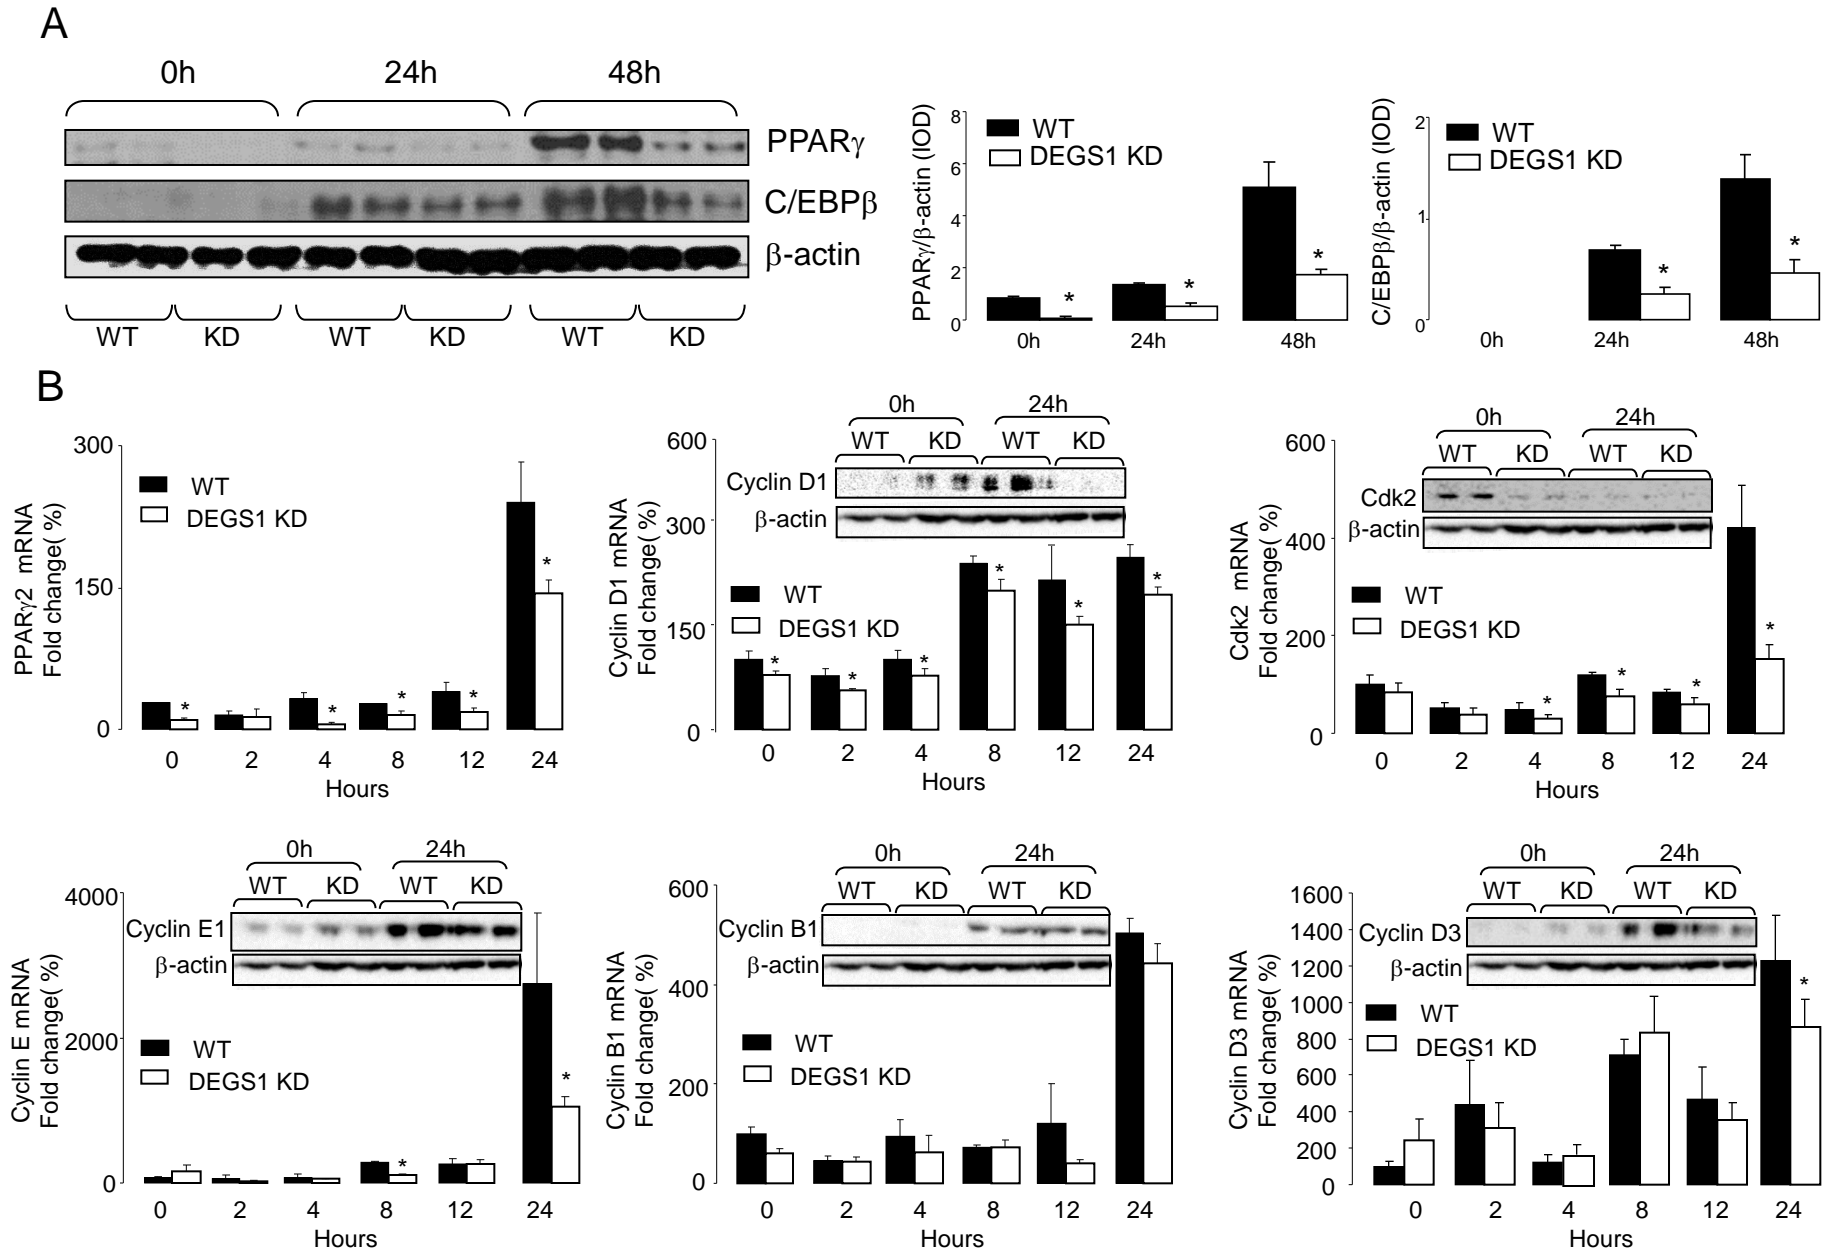 A
0h 24h 48h
PPARγ
C/EBPβ
β-actin
WT KD WT KD WT KD
PPARγ/β-actin (IOD)
8
6
4
2
0
WT
DEGS1 KD
* * *
0h 24h 48h
C/EBPβ/β-actin (IOD)
2
1
0
WT
DEGS1 KD
* *
0h 24h 48h
B
PPARγ2 mRNA
Fold change( %)
300
150
0
WT
DEGS1 KD
* * * * *
0 2 4 8 12 24
Hours
Cyclin D1 mRNA
Fold change( %)
600
300
150
0
0h 24h
WT KD WT KD
Cyclin D1
β-actin
WT
DEGS1 KD
* * * * * *
0 2 4 8 12 24
Hours
Cdk2 mRNA
Fold change( %)
600
400
200
0
0h 24h
WT KD WT KD
Cdk2
β-actin
WT
DEGS1 KD
* * * *
0 2 4 8 12 24
Hours
Cyclin E mRNA
Fold change( %)
4000
2000
0
0h 24h
WT KD WT KD
Cyclin E1
β-actin
WT
DEGS1 KD
* *
0 2 4 8 12 24
Hours
Cyclin B1 mRNA
Fold change( %)
600
400
200
0
0h 24h
WT KD WT KD
Cyclin B1
β-actin
WT
DEGS1 KD
0 2 4 8 12 24
Hours
Cyclin D3 mRNA
Fold change( %)
1600
1400
1200
1000
800
600
400
200
0
0h 24h
WT KD WT KD
Cyclin D3
β-actin
WT
DEGS1 KD
*
0 2 4 8 12 24
Hours